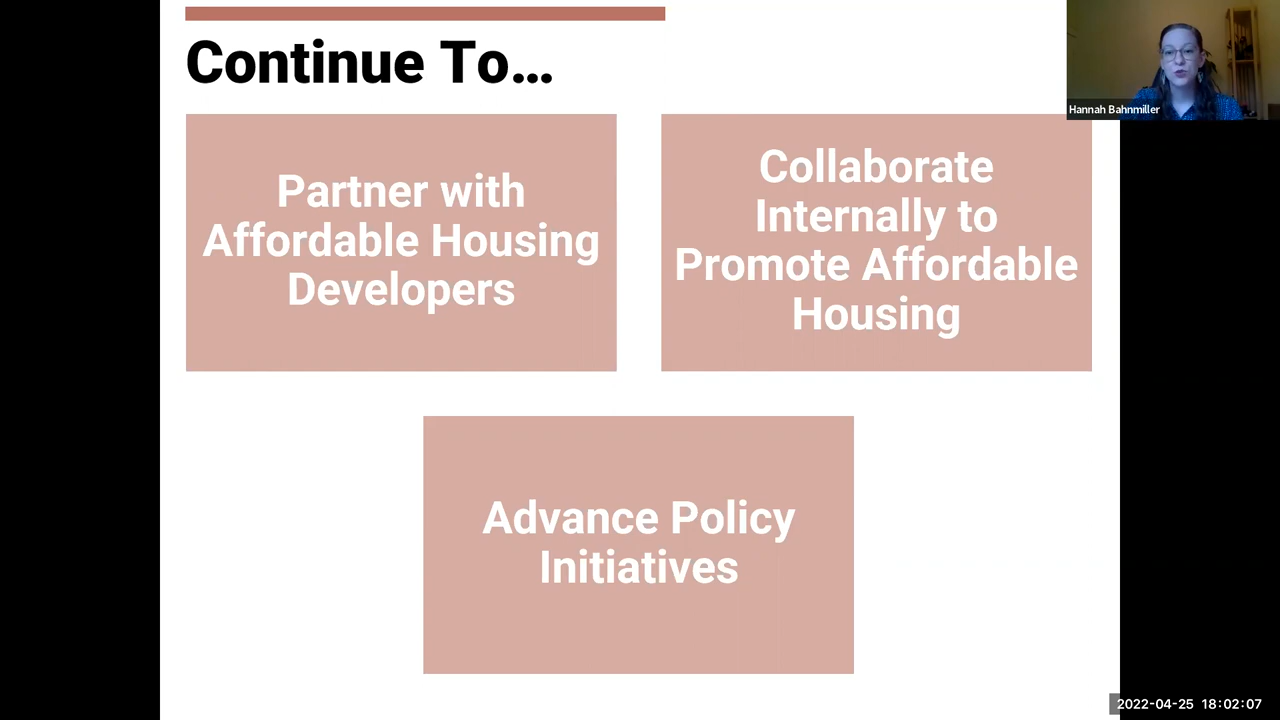 Continue To...
Hannah Bahnmiller
Partner with
Affordable Housing
Developers
Collaborate
Internally to
Promote Affordable
Housing
Advance Policy
Initiatives
2022-04-25 18:02:07